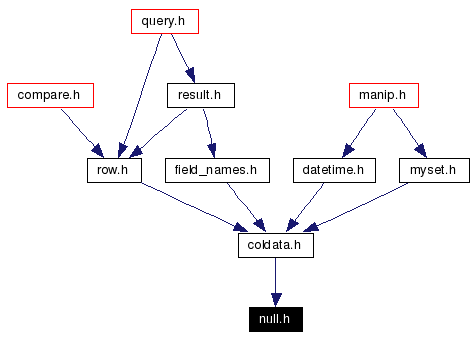 query.h
compare.h
result.h
manip.h
row.h
field_names.h
datetime.h
myset.h
coldata.h
null.h